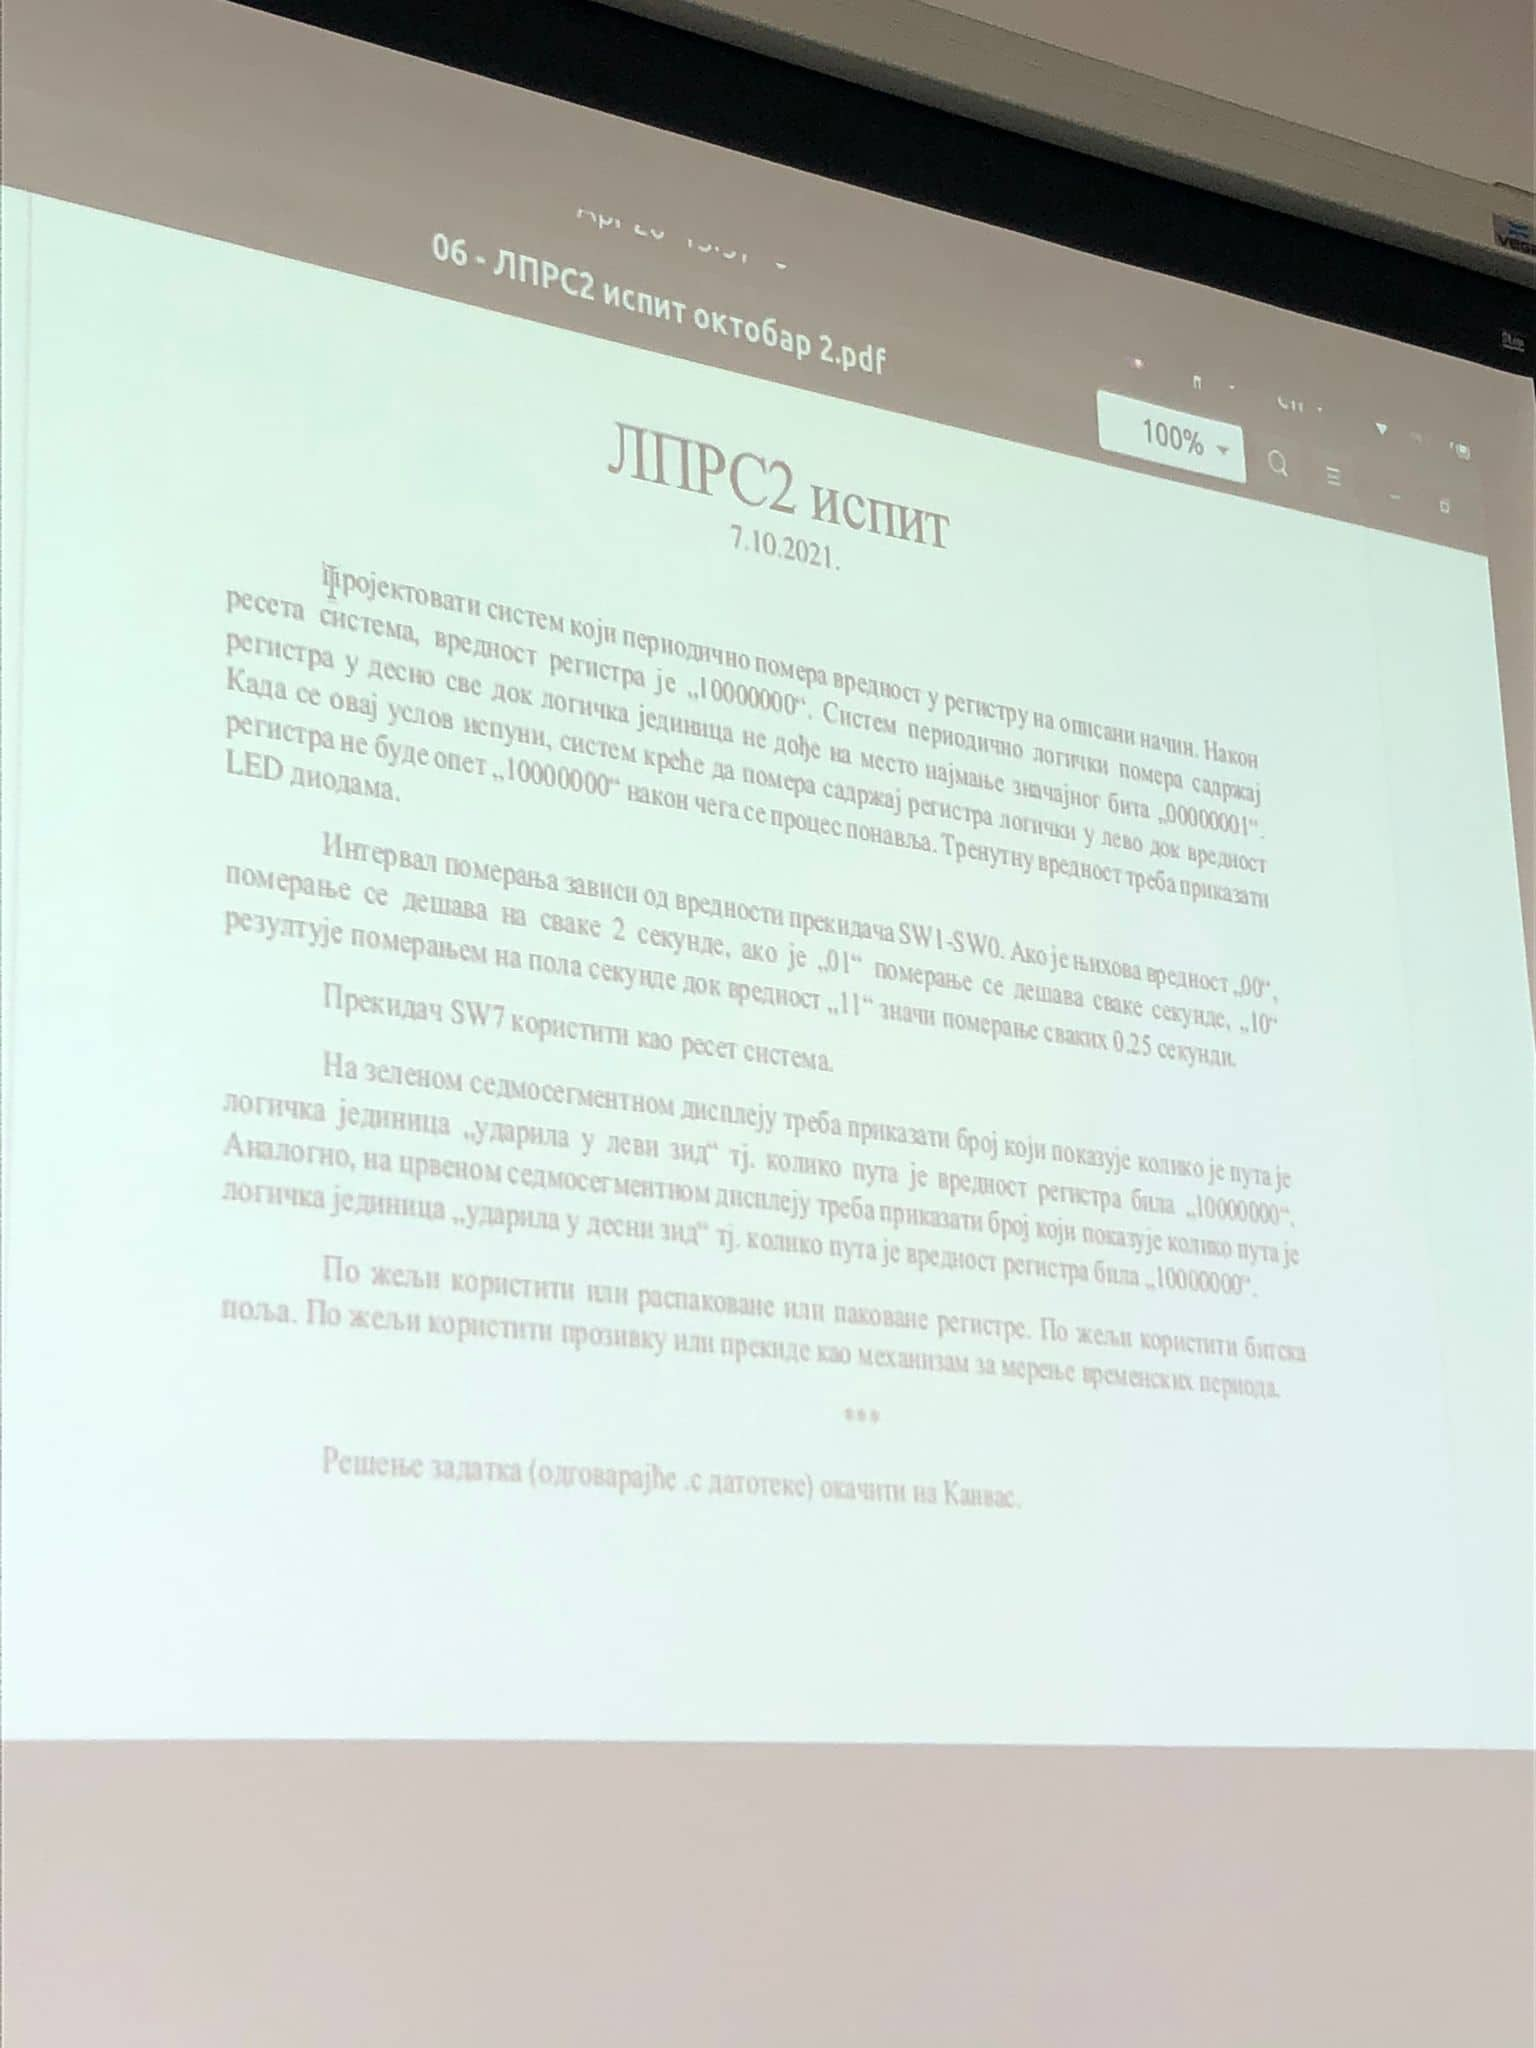 06 - ЛПРС2 испит октобар 2.pdf
100%
ЛПРС2 испит
7.10.2021.
Пројектовати систем који периодично помера вредност у регистру на описани начин. Након
ресета система, вредност регистра је „10000000“. Систем периодично логички помера садржај
регистра у десно све док логичка јединица не дође на место најмање значајног бита „00000001“.
Када се овај услов испуни, систем креће да помера садржај регистра логички у лево док вредност
регистра не буде опет „10000000“ након чега се процес понавља. Тренутну вредност треба приказати
LED диодама.
Интервал померања зависи од вредности прекидача SW1-SW0. Ако је њихова вредност „00“,
померање се дешава на сваке 2 секунде, ако је „01“ померање се дешава сваке секунде, „10“
резултује померањем на пола секунде док вредност „11“ значи померање сваких 0.25 секунди.
Прекидач SW7 користити као ресет система.
На зеленом седмосегментном дисплеју треба приказати број који показује колико је пута је
логичка јединица „ударила у леви зид“ тј. колико пута је вредност регистра била „10000000“.
Аналогно, на црвеном седмосегментном дисплеју треба приказати број који показује колико пута је
логичка јединица „ударила у десни зид“ тј. колико пута је вредност регистра била „10000000“.
По жељи користити или распаковане или паковане регистре. По жељи користити битска
поља. По жељи користити прозивку или прекиде као механизам за мерење временских периода.
***
Решење задатка (одговарајће .c датотеке) окачити на Канвас.